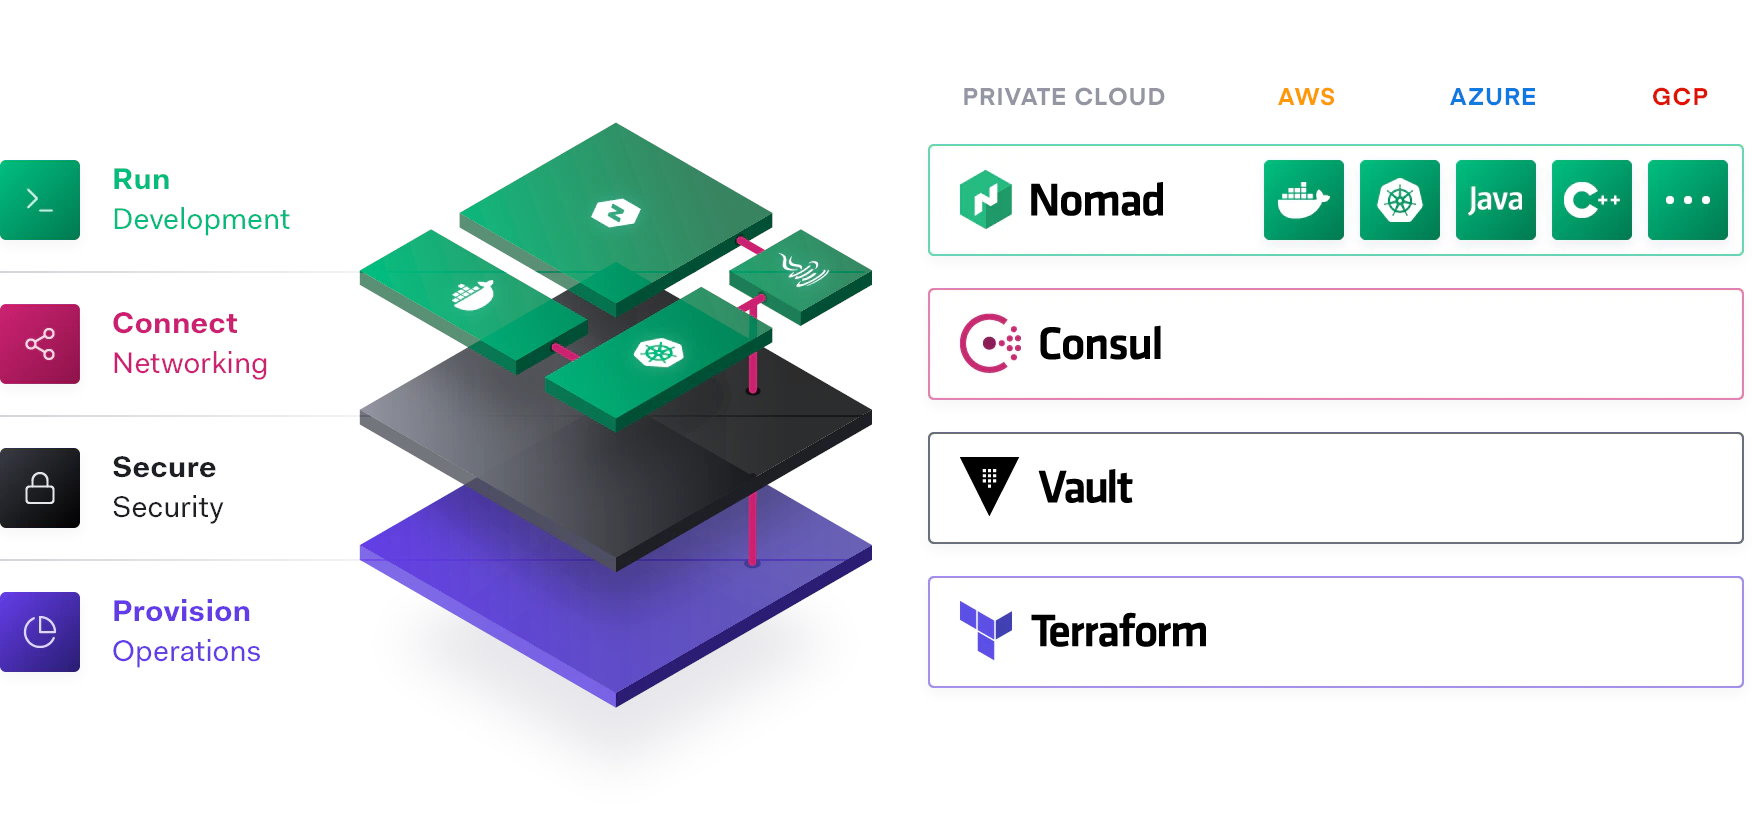 PRIVATE CLOUD AWS AZURE GCP
Run
Development
Nomad Java C++
Connect
Networking
Consul
Secure
Security
Vault
Provision
Operations
Terraform